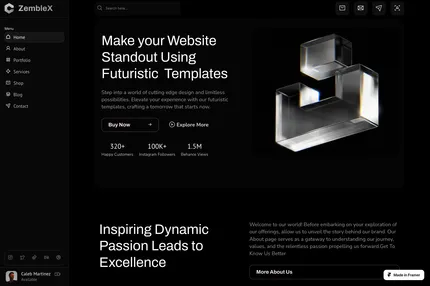 ZembleX
Search here...
Menu
Home
About
Portfolio
Services
Shop
Blog
Contact
Make your Website
Standout Using
Futuristic Templates
Step into a world of cutting-edge design and limitless
possibilities. Elevate your experience with our futuristic
templates, crafting a tomorrow that starts now.
Buy Now
Explore More
320+
Happy Customers
100K+
Instagram Followers
1.5M
Behance Views
Inspiring Dynamic
Passion Leads to
Excellence
Welcome to our world! Before embarking on your exploration of
our offerings, allow us to unveil the story behind our brand. Our
About page serves as a gateway to understanding our journey,
values, and the relentless passion propelling us forward.Get To
Know Us Better
More About Us
Caleb Martinez
Available
Made in Framer